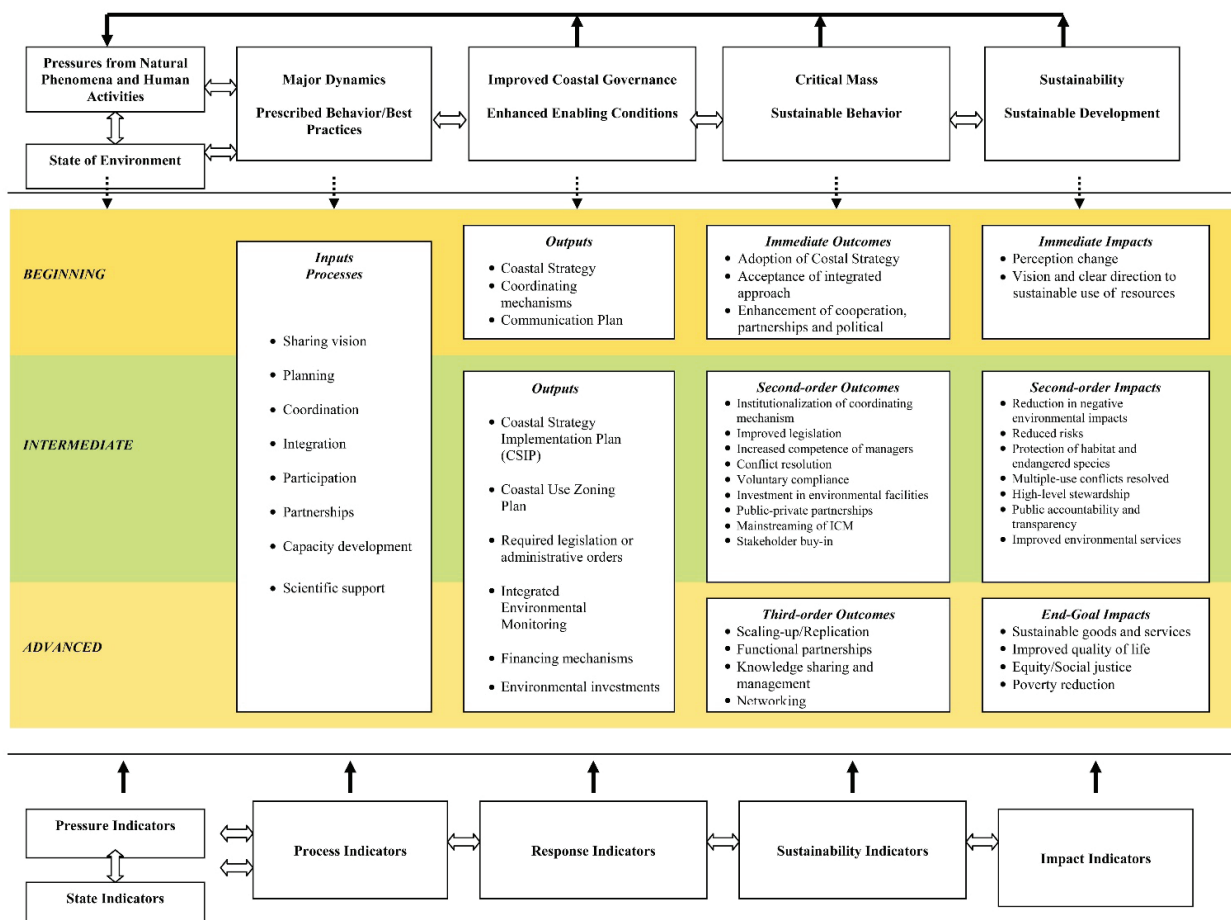 Pressures from Natural
Phenomena and Human
Activities
State of Environment
Major Dynamics
Prescribed Behavior/Best
Practices
Improved Coastal Governance
Enhanced Enabling Conditions
Critical Mass
Sustainable Behavior
Sustainability
Sustainable Development
BEGINNING
INTERMEDIATE
ADVANCED
Inputs
Processes
• Sharing vision
• Planning
• Coordination
• Integration
• Participation
• Partnerships
• Capacity development
• Scientific support
Outputs
• Coastal Strategy
• Coordinating
mechanisms
• Communication Plan
Immediate Outcomes
• Adoption of Costal Strategy
• Acceptance of integrated
approach
• Enhancement of cooperation,
partnerships and political
Immediate Impacts
• Perception change
• Vision and clear direction to
sustainable use of resources
Outputs
• Coastal Strategy
Implementation Plan
(CSIP)
• Coastal Use Zoning
Plan
• Required legislation or
administrative orders
• Integrated
Environmental
Monitoring
• Financing mechanisms
• Environmental investments
Second-order Outcomes
• Institutionalization of coordinating
mechanism
• Improved legislation
• Increased competence of managers
• Conflict resolution
• Voluntary compliance
• Investment in environmental facilities
• Public-private partnerships
• Mainstreaming of ICM
• Stakeholder buy-in
Second-order Impacts
• Reduction in negative
environmental impacts
• Reduced risks
• Protection of habitat and
endangered species
• Multiple-use conflicts resolved
• High-level stewardship
• Public accountability and
transparency
• Improved environmental services
Third-order Outcomes
• Scaling-up/Replication
• Functional partnerships
• Knowledge sharing and
management
• Networking
End-Goal Impacts
• Sustainable goods and services
• Improved quality of life
• Equity/Social justice
• Poverty reduction
Pressure Indicators
State Indicators
Process Indicators
Response Indicators
Sustainability Indicators
Impact Indicators